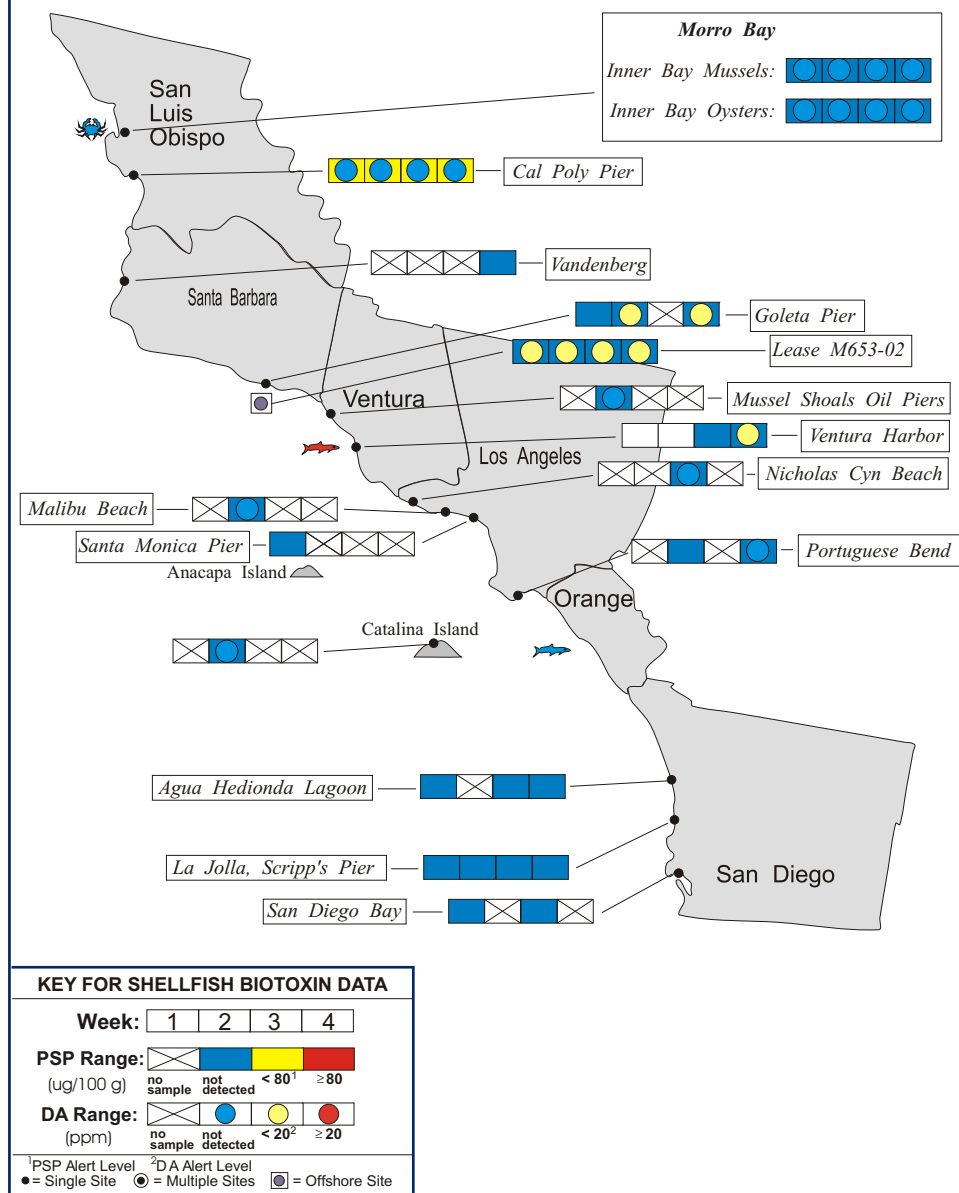 Morro Bay
Inner Bay Mussels:
Inner Bay Oysters:
San
Luis
Obispo
Cal Poly Pier
Vandenberg
Santa Barbara
Goleta Pier
Lease M653-02
Ventura
Mussel Shoals Oil Piers
Ventura Harbor
Los Angeles
Nicholas Cyn Beach
Malibu Beach
Santa Monica Pier
Portuguese Bend
Anacapa Island
Orange
Catalina Island
Agua Hedionda Lagoon
La Jolla, Scripp's Pier
San Diego
San Diego Bay
KEY FOR SHELLFISH BIOTOXIN DATA
Week: 1 2 3 4
PSP Range:
(ug/100 g)
no sample not detected < 80¹ ≥80
DA Range:
(ppm)
no sample not detected < 20² ≥ 20
¹PSP Alert Level ²D A Alert Level
= Single Site = Multiple Sites = Offshore Site